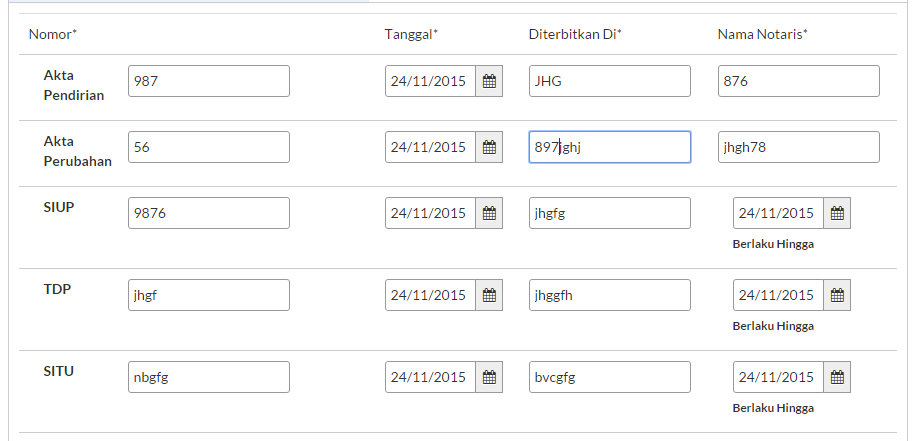 Nomor* Tanggal* Diterbitkan Di* Nama Notaris*
Akta
Pendirian
987 24/11/2015 JHG 876
Akta
Perubahan
56 24/11/2015 897jghj jhgh78
SIUP 9876 24/11/2015 jhgfg 24/11/2015
Berlaku Hingga
TDP jhgf 24/11/2015 jhggfh 24/11/2015
Berlaku Hingga
SITU nbgfg 24/11/2015 bvcgfg 24/11/2015
Berlaku Hingga